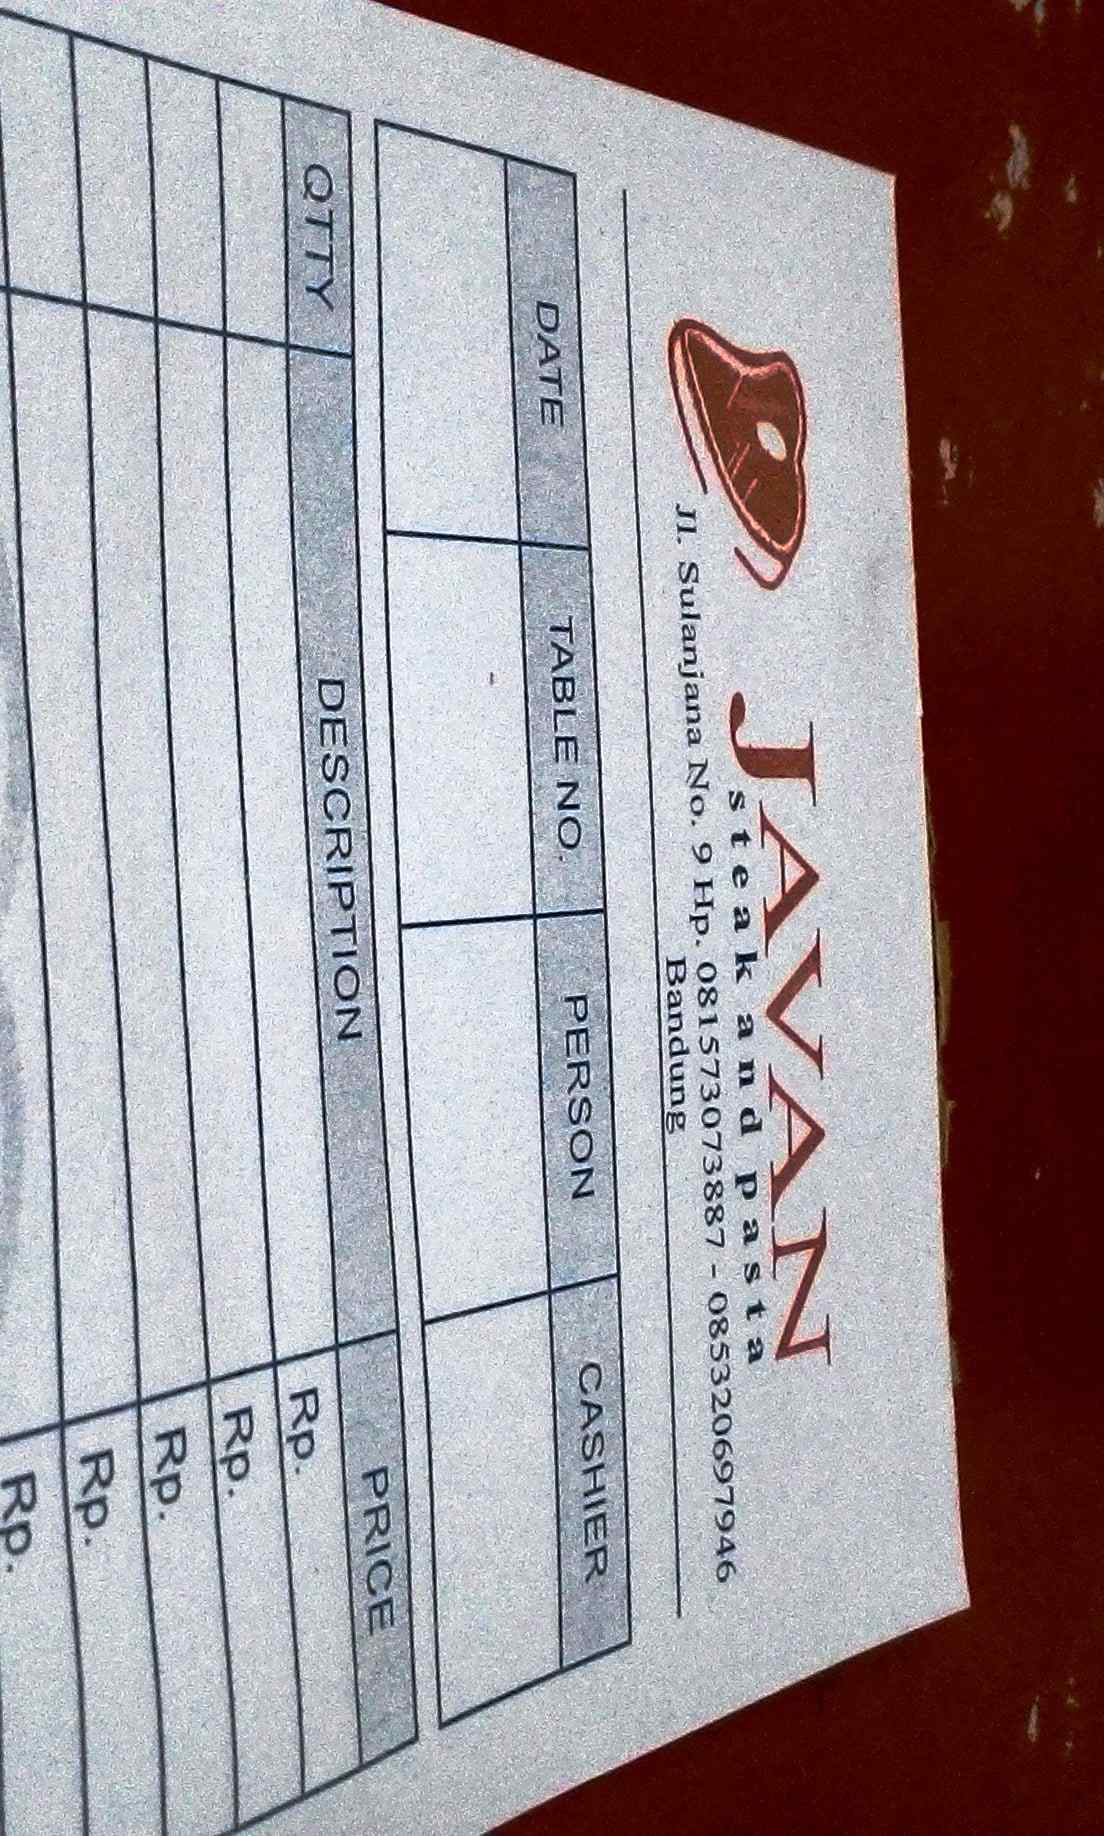 JAVAN
steak and pasta
Jl. Sulanjana No. 9 Hp. 081573073887 - 085320697946
Bandung
DATE TABLE NO. PERSON CASHIER
QTTY DESCRIPTION PRICE
Rp.
Rp.
Rp.
Rp.
Rp.